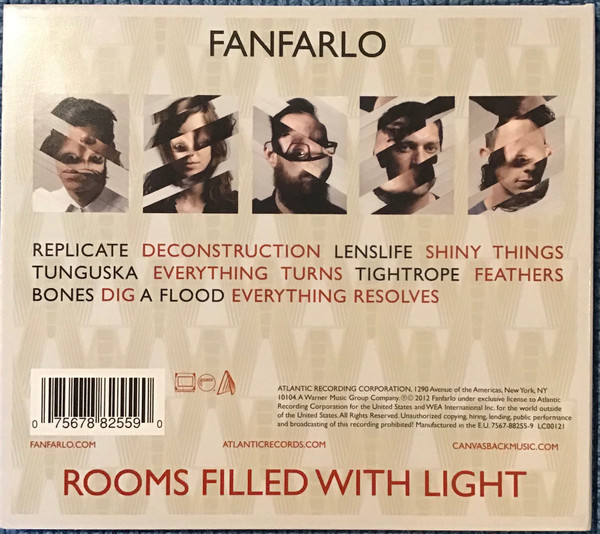 FANFARLO
REPLICATE DECONSTRUCTION LENSLIFE SHINY THINGS
TUNGUSKA EVERYTHING TURNS TIGHTROPE FEATHERS
BONES DIG A FLOOD EVERYTHING RESOLVES
ATLANTIC RECORDING CORPORATION, 1290 Avenue of the Americas, New York, NY
10104. A Warner Music Group Company. ℗© 2012 Fanfarlo under exclusive license to Atlantic
Recording Corporation for the United States and WEA International Inc. for the world outside
of the United States. All Rights Reserved. Unauthorized copying, hiring, lending, public performance
and broadcasting of this recording prohibited! Manufactured in the E.U. 7567-88255-9 LC00121
0 75678 82559 0
FANFARLO.COM ATLANTICRECORDS.COM CANVASBACKMUSIC.COM
ROOMS FILLED WITH LIGHT